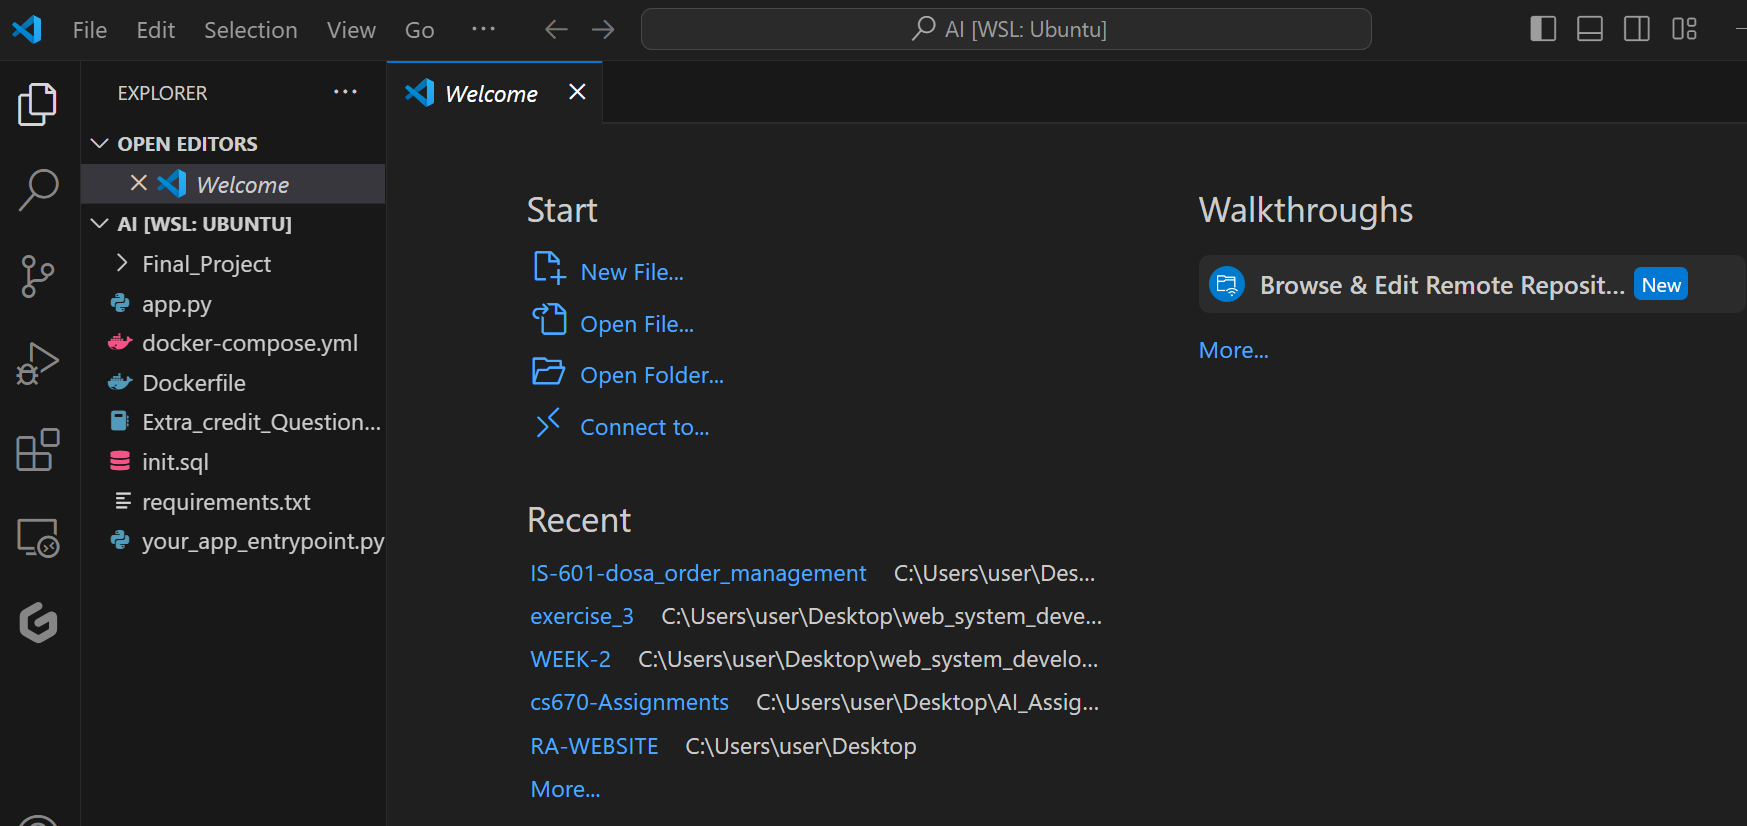 File Edit Selection View Go ... AI [WSL: Ubuntu]
EXPLORER ...
OPEN EDITORS
Welcome
AI [WSL: UBUNTU]
Final_Project
app.py
docker-compose.yml
Dockerfile
Extra_credit_Question...
init.sql
requirements.txt
your_app_entrypoint.py
Welcome
Start
New File...
Open File...
Open Folder...
Connect to...
Recent
IS-601-dosa_order_management C:\Users\user\Des...
exercise_3 C:\Users\user\Desktop\web_system_deve...
WEEK-2 C:\Users\user\Desktop\web_system_develo...
cs670-Assignments C:\Users\user\Desktop\AI_Assig...
RA-WEBSITE C:\Users\user\Desktop
More...
Walkthroughs
Browse & Edit Remote Reposit... New
More...